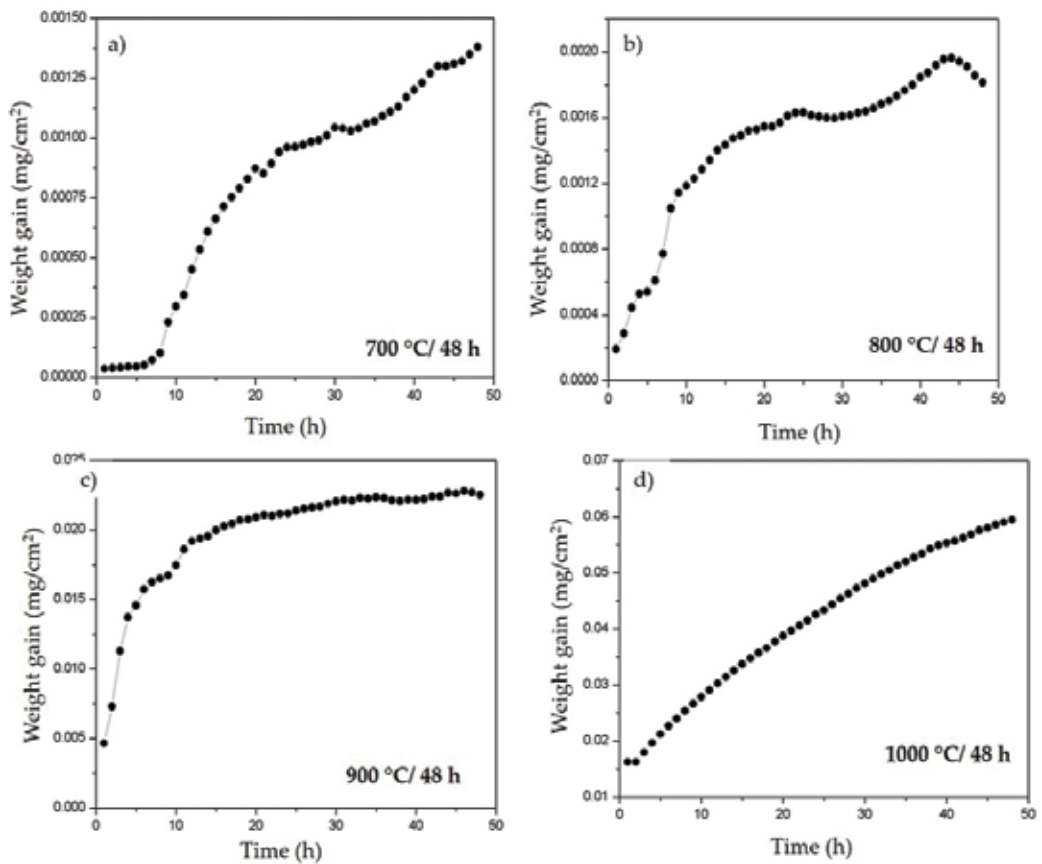 a)
0.00150
0.00125
0.00100
0.00075
0.00050
0.00025
0.00000
Weight gain (mg/cm²)
700 °C/ 48 h
0 10 20 30 40 50
Time (h)
b)
0.0020
0.0016
0.0012
0.0008
0.0004
0.0000
Weight gain (mg/cm²)
800 °C/ 48 h
0 10 20 30 40 50
Time (h)
c)
0.025
0.020
0.015
0.010
0.005
0.000
Weight gain (mg/cm²)
900 °C/ 48 h
0 10 20 30 40 50
Time (h)
d)
0.07
0.06
0.05
0.04
0.03
0.02
0.01
Weight gain (mg/cm²)
1000 °C/ 48 h
0 10 20 30 40 50
Time (h)